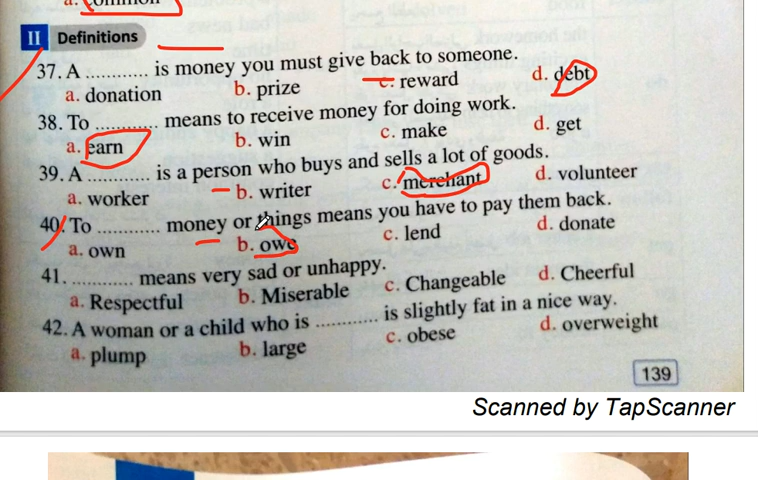 a. common
II Definitions
37. A ............ is money you must give back to someone.
a. donation b. prize c. reward d. debt
38. To ............ means to receive money for doing work.
a. earn b. win c. make d. get
39. A ............ is a person who buys and sells a lot of goods.
a. worker b. writer c. merchant d. volunteer
40. To ............ money or things means you have to pay them back.
a. own b. owe c. lend d. donate
41. ............ means very sad or unhappy.
a. Respectful b. Miserable c. Changeable d. Cheerful
42. A woman or a child who is ............ is slightly fat in a nice way.
a. plump b. large c. obese d. overweight
139
Scanned by TapScanner